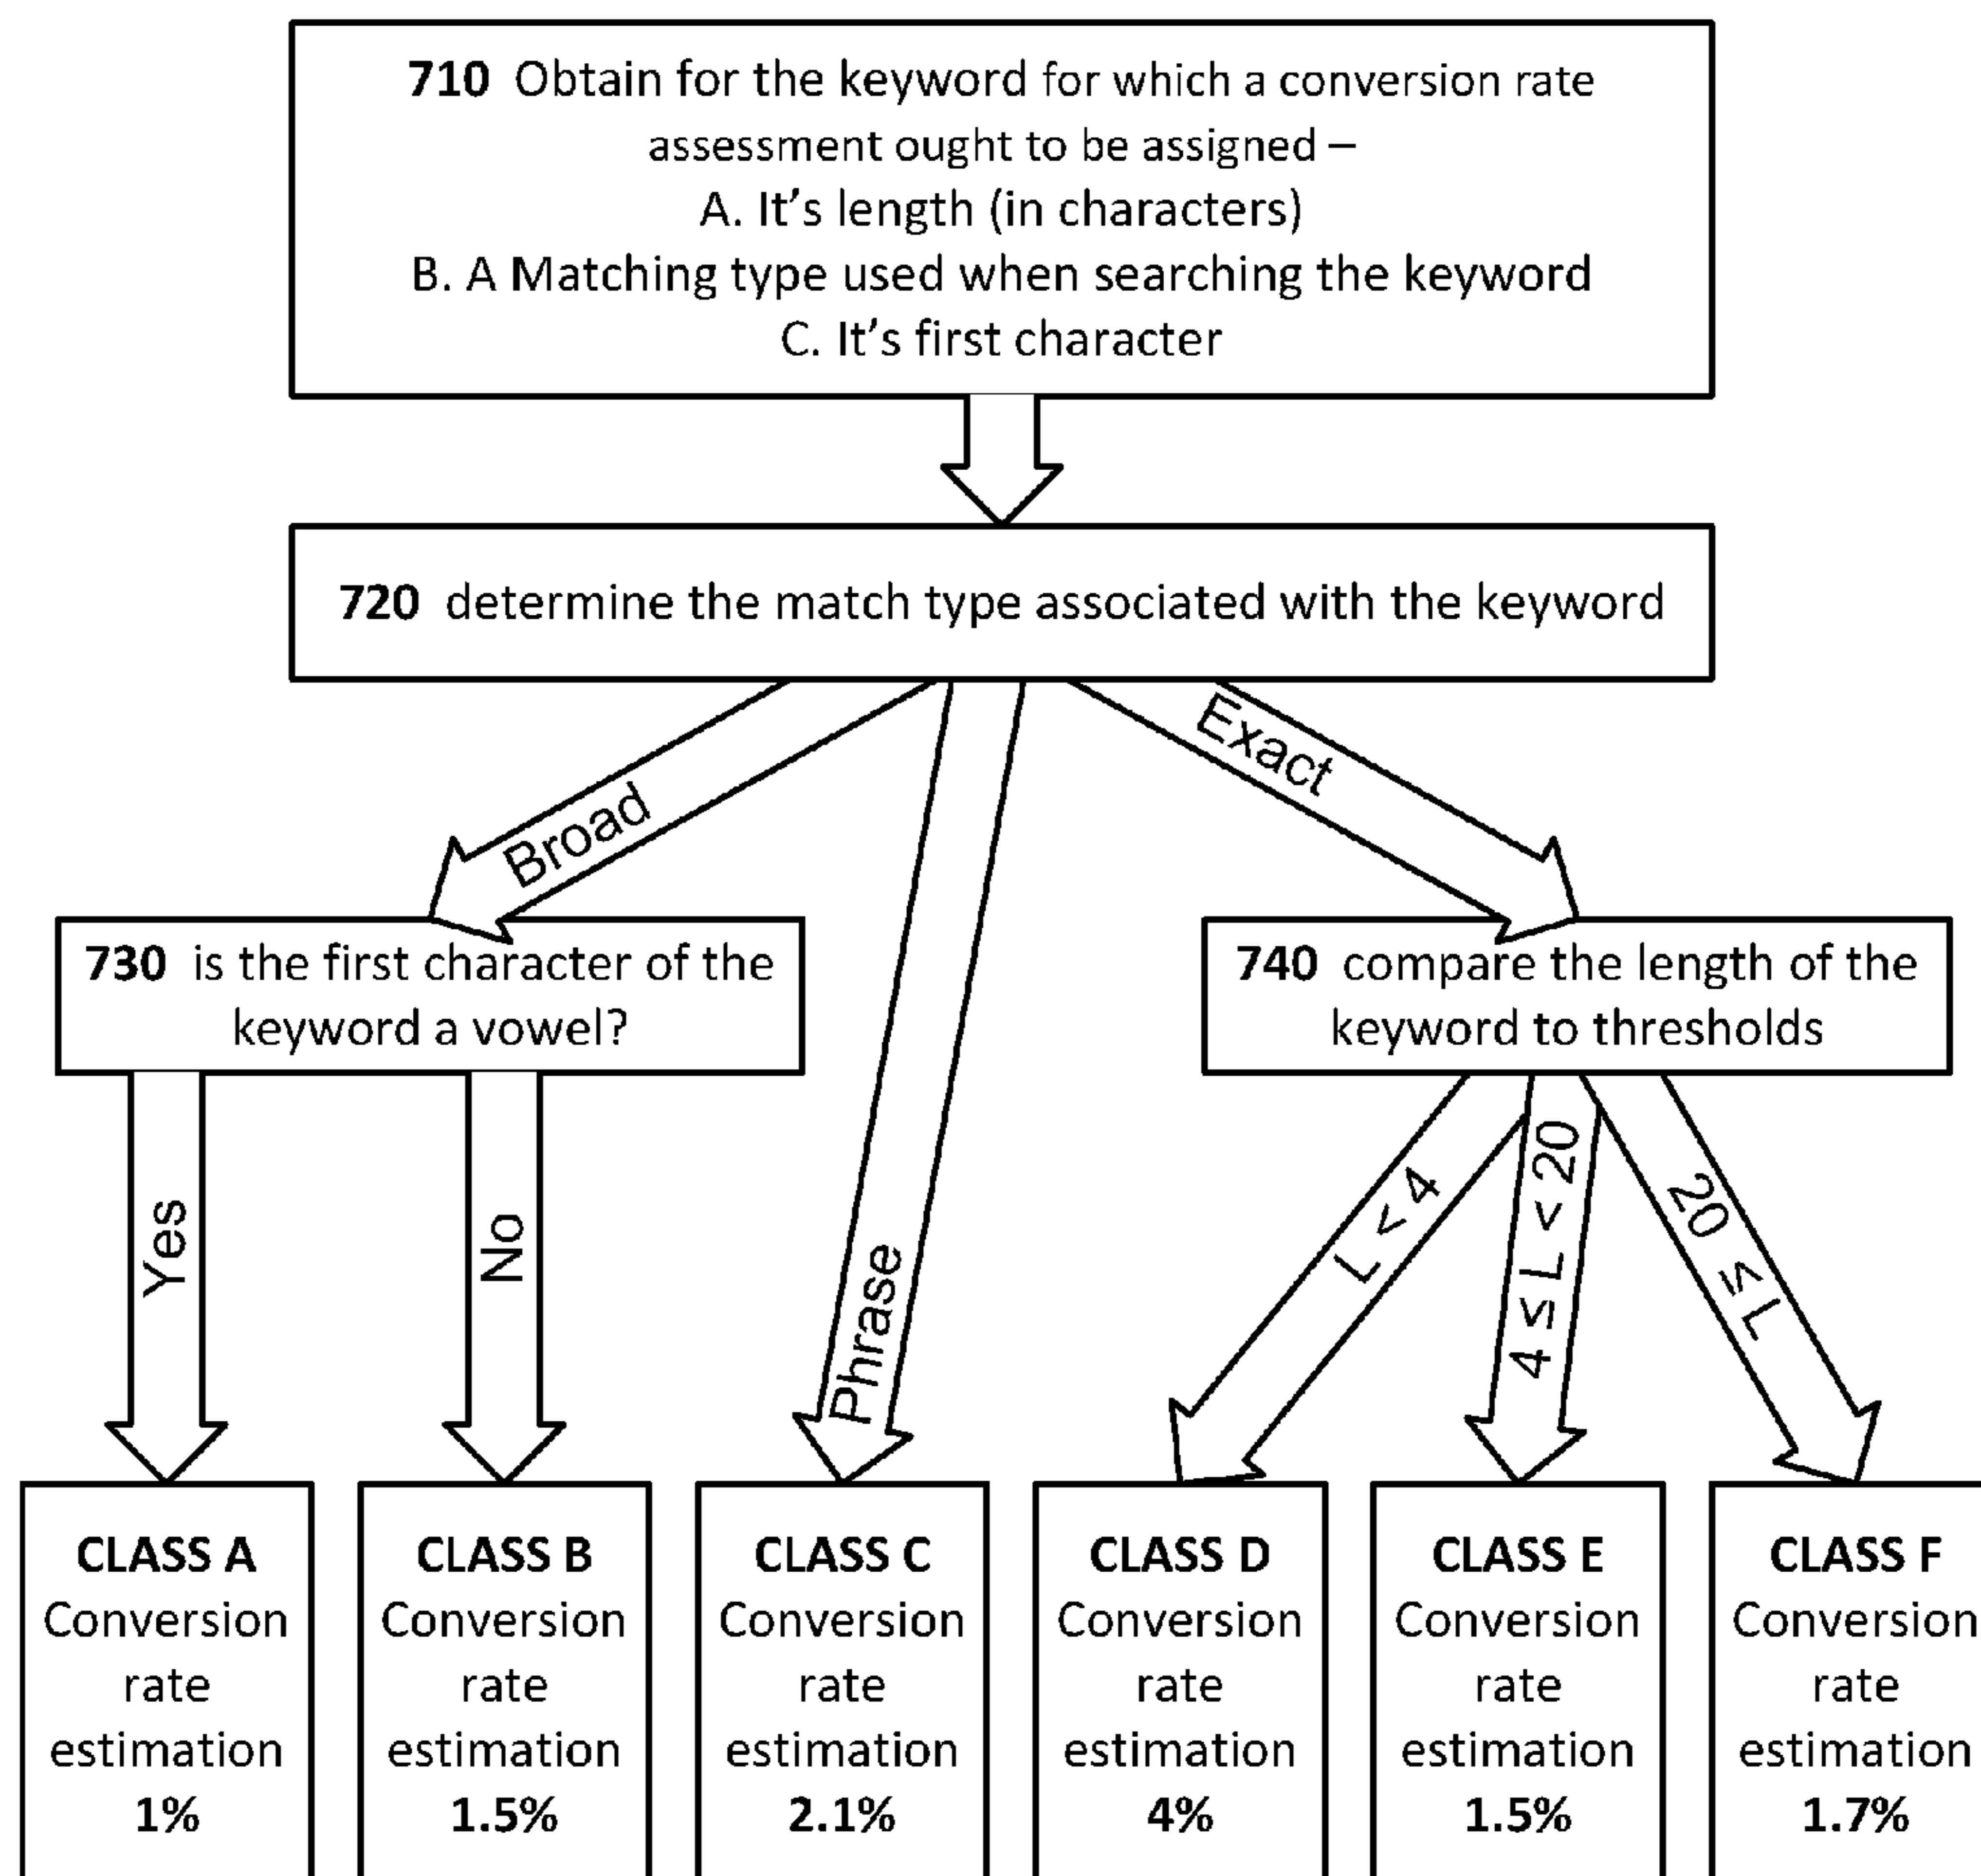 710 Obtain for the keyword for which a conversion rate
assessment ought to be assigned –
A. It's length (in characters)
B. A Matching type used when searching the keyword
C. It's first character
720 determine the match type associated with the keyword
Broad
Exact
730 is the first character of the
keyword a vowel?
740 compare the length of the
keyword to thresholds
Yes
No
Phrase
L < 4
4 ≤ L < 20
20 ≤ L
CLASS A
Conversion
rate
estimation
1%
CLASS B
Conversion
rate
estimation
1.5%
CLASS C
Conversion
rate
estimation
2.1%
CLASS D
Conversion
rate
estimation
4%
CLASS E
Conversion
rate
estimation
1.5%
CLASS F
Conversion
rate
estimation
1.7%